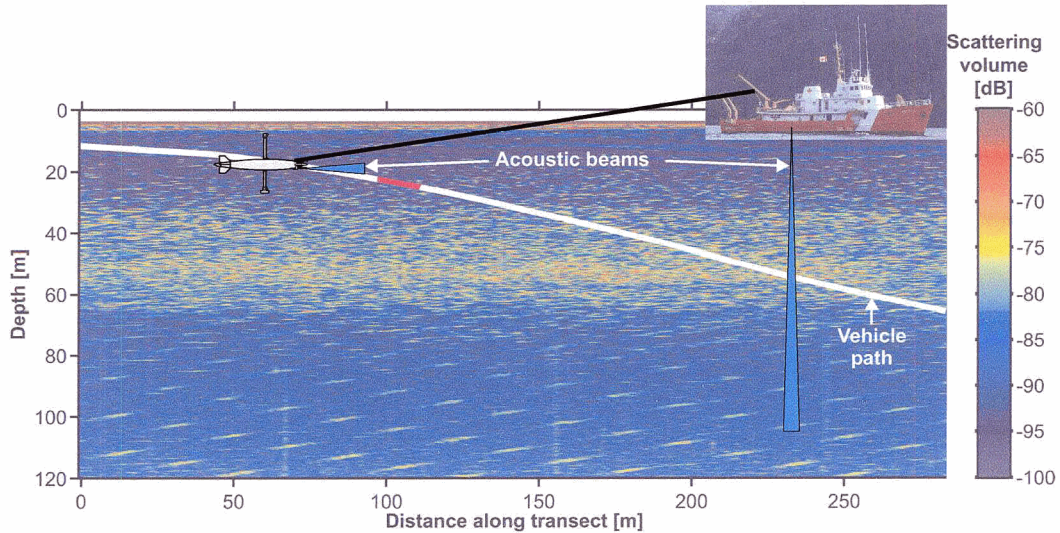 Scattering
volume
[dB]
0
20
40
60
80
100
120
Depth [m]
Acoustic beams
Vehicle
path
0
50
100
150
200
250
Distance along transect [m]
-60
-65
-70
-75
-80
-85
-90
-95
-100